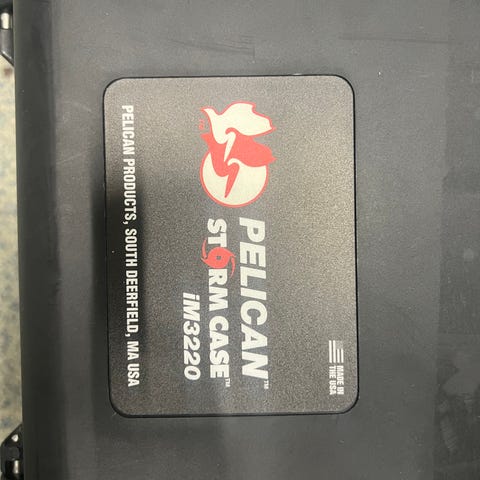 MADE IN
THE USA
PELICAN™
STORM CASE™
iM3220
PELICAN PRODUCTS, SOUTH DEERFIELD, MA USA